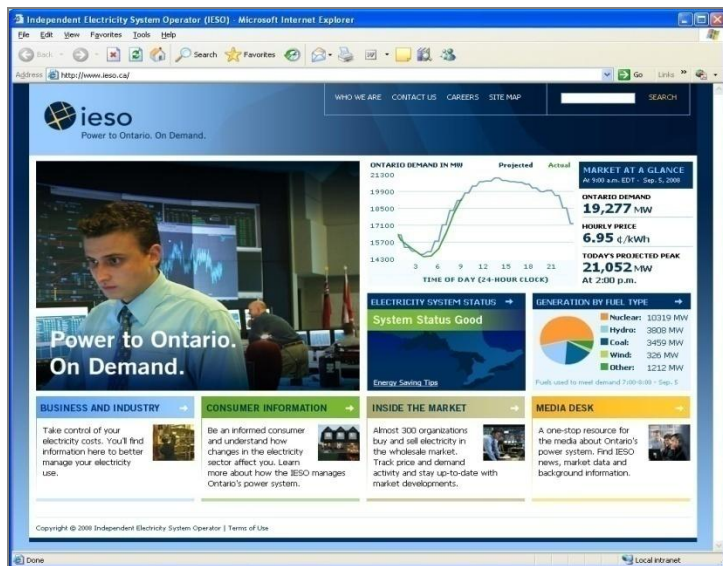 Independent Electricity System Operator (IESO) - Microsoft Internet Explorer
File Edit View Favorites Tools Help
Back Search Favorites
Address http://www.ieso.ca/ Go Links »
WHO WE ARE CONTACT US CAREERS SITE MAP SEARCH
ieso
Power to Ontario. On Demand.
Power to Ontario.
On Demand.
ONTARIO DEMAND IN MW Projected Actual
21300
19900
18500
17100
15700
14300
3 6 9 12 15 18 21
TIME OF DAY (24-HOUR CLOCK)
MARKET AT A GLANCE
At 9:00 a.m. EDT - Sep. 5, 2008
ONTARIO DEMAND
19,277 MW
HOURLY PRICE
6.95 ¢/kWh
TODAY'S PROJECTED PEAK
21,052 MW
At 2:00 p.m.
ELECTRICITY SYSTEM STATUS
System Status Good
Energy Saving Tips
GENERATION BY FUEL TYPE
Nuclear: 10319 MW
Hydro: 3808 MW
Coal: 3459 MW
Wind: 326 MW
Other: 1212 MW
Fuels used to meet demand 7:00-8:00 - Sep. 5
BUSINESS AND INDUSTRY
Take control of your
electricity costs. You'll find
information here to better
manage your electricity
use.
CONSUMER INFORMATION
Be an informed consumer
and understand how
changes in the electricity
sector affect you. Learn
more about how the IESO manages
Ontario's power system.
INSIDE THE MARKET
Almost 300 organizations
buy and sell electricity in
the wholesale market.
Track price and demand
activity and stay up-to-date with
market developments.
MEDIA DESK
A one-stop resource for
the media about Ontario's
power system. Find IESO
news, market data and
background information.
Copyright © 2008 Independent Electricity System Operator | Terms of Use
Done Local intranet